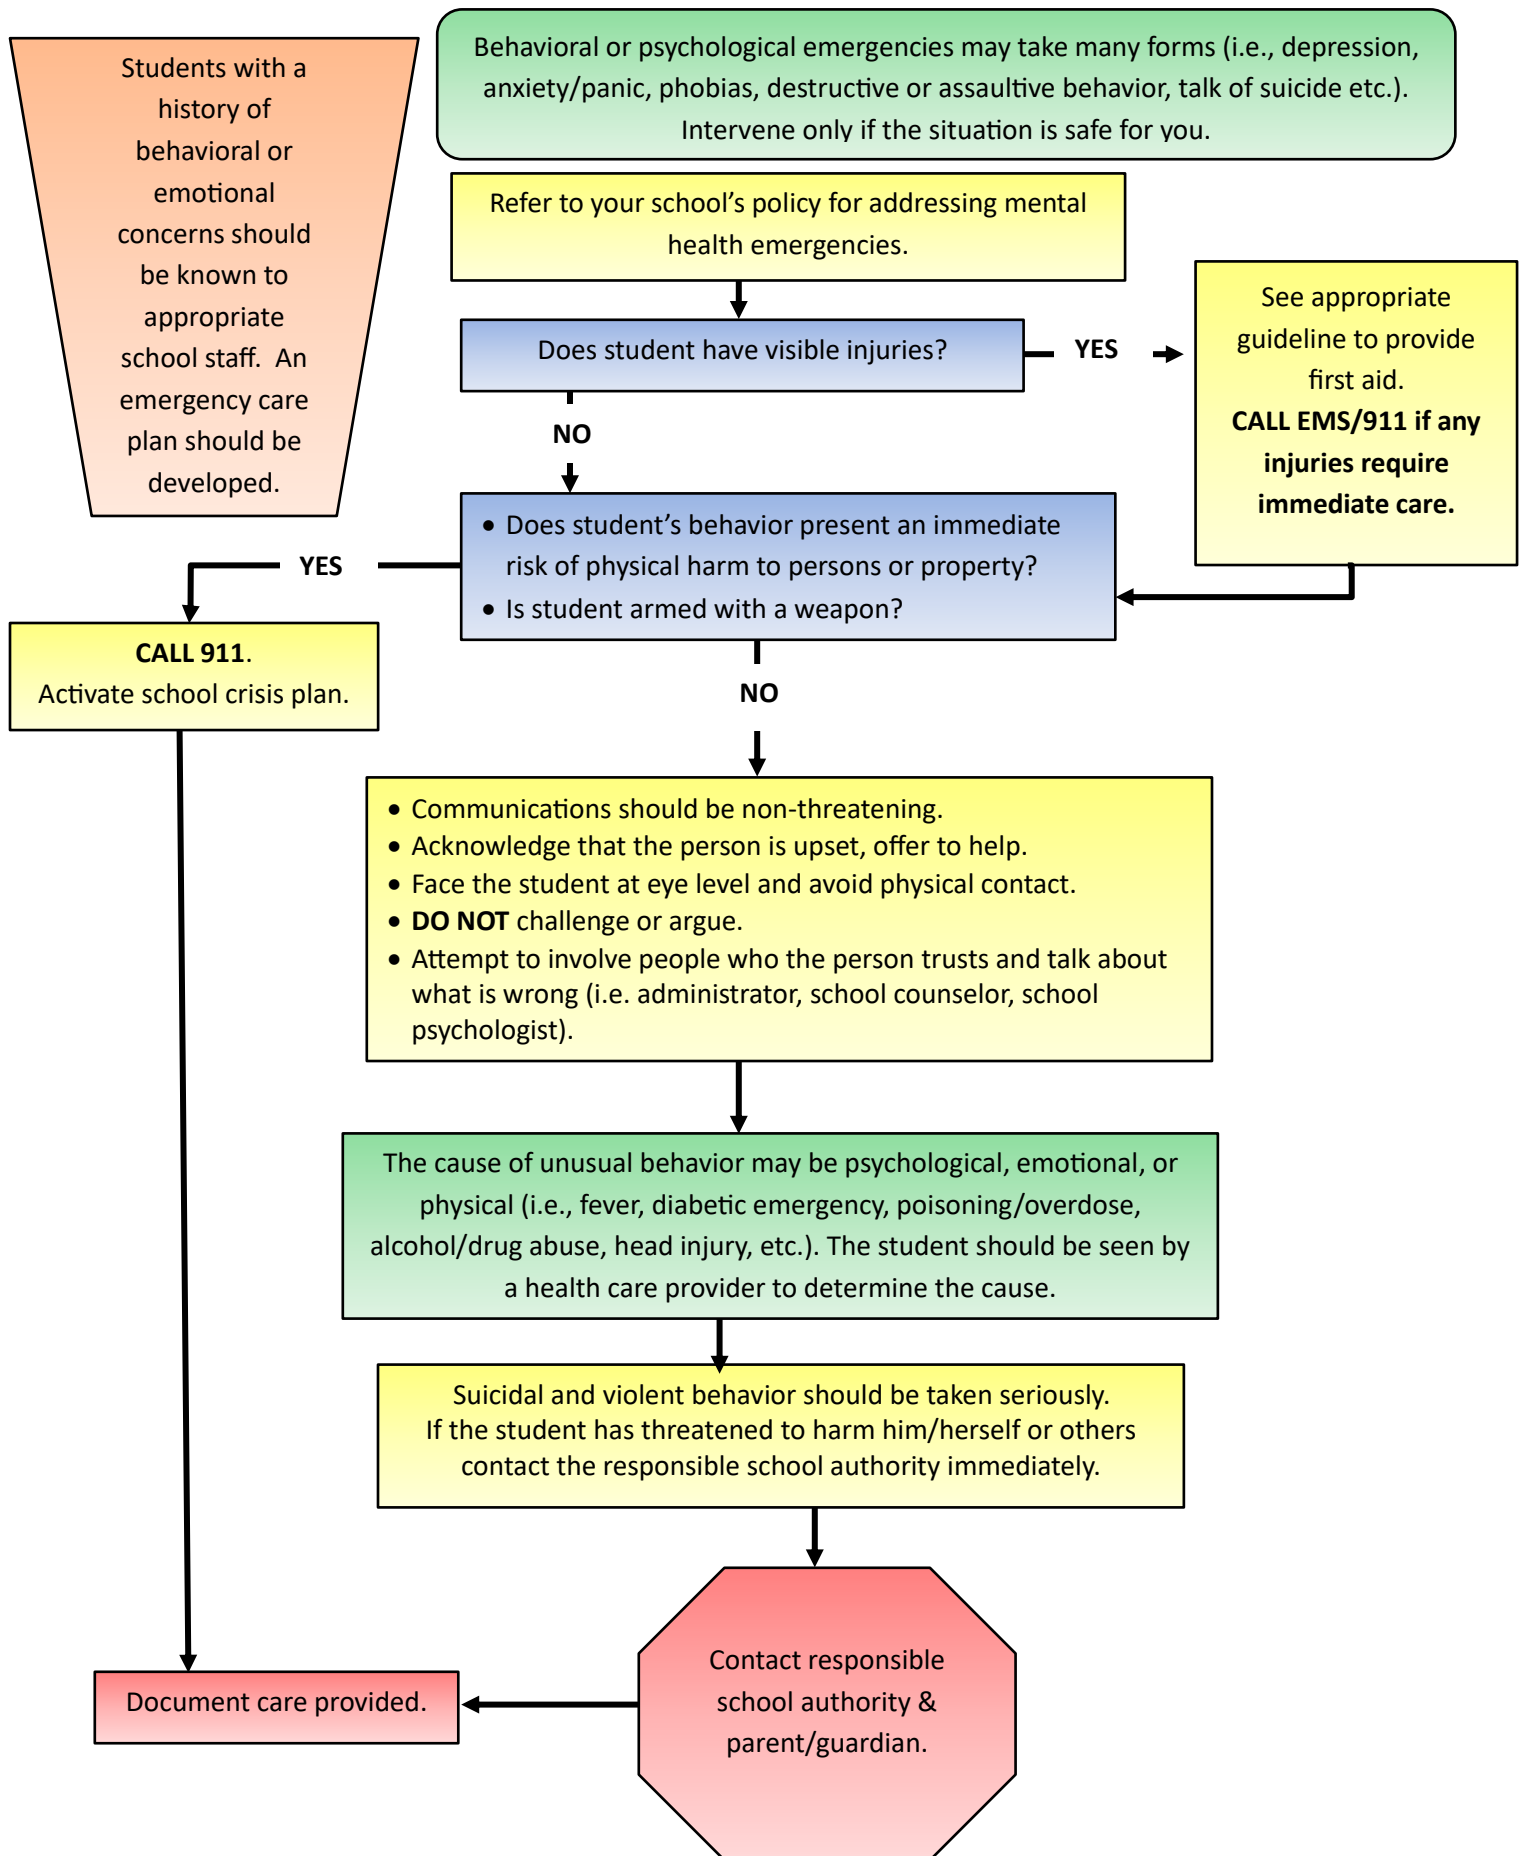 Students with a
history of
behavioral or
emotional
concerns should
be known to
appropriate
school staff.  An
emergency care
plan should be
developed.
Behavioral or psychological emergencies may take many forms (i.e., depression,
anxiety/panic, phobias, destructive or assaultive behavior, talk of suicide etc.).
Intervene only if the situation is safe for you.
Refer to your school’s policy for addressing mental
health emergencies.
Does student have visible injuries?
YES
See appropriate
guideline to provide
first aid.
CALL EMS/911 if any
injuries require
immediate care.
NO
• Does student’s behavior present an immediate
risk of physical harm to persons or property?
• Is student armed with a weapon?
YES
CALL 911.
Activate school crisis plan.
NO
• Communications should be non-threatening.
• Acknowledge that the person is upset, offer to help.
• Face the student at eye level and avoid physical contact.
• DO NOT challenge or argue.
• Attempt to involve people who the person trusts and talk about
what is wrong (i.e. administrator, school counselor, school
psychologist).
The cause of unusual behavior may be psychological, emotional, or
physical (i.e., fever, diabetic emergency, poisoning/overdose,
alcohol/drug abuse, head injury, etc.). The student should be seen by
a health care provider to determine the cause.
Suicidal and violent behavior should be taken seriously.
If the student has threatened to harm him/herself or others
contact the responsible school authority immediately.
Contact responsible
school authority &
parent/guardian.
Document care provided.